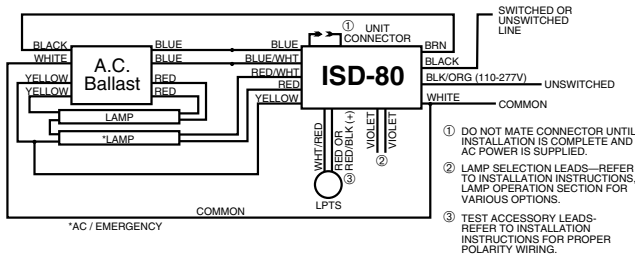 ① UNIT
CONNECTOR
SWITCHED OR
UNSWITCHED
LINE
BLACK
BLUE
BLUE
BRN
WHITE
BLUE
BLUE/WHT
BLACK
A.C.
Ballast
ISD-80
YELLOW
RED
RED/WHT
BLK/ORG (110-277V)
UNSWITCHED
YELLOW
RED
RED
YELLOW
WHITE
COMMON
LAMP
*LAMP
WHT/RED
RED OR
RED/BLK (+)
③
VIOLET
VIOLET
②
LPTS
COMMON
*AC / EMERGENCY
① DO NOT MATE CONNECTOR UNTIL
INSTALLATION IS COMPLETE AND
AC POWER IS SUPPLIED.
② LAMP SELECTION LEADS—REFER
TO INSTALLATION INSTRUCTIONS,
LAMP OPERATION SECTION FOR
VARIOUS OPTIONS.
③ TEST ACCESSORY LEADS-
REFER TO INSTALLATION
INSTRUCTIONS FOR PROPER
POLARITY WIRING.